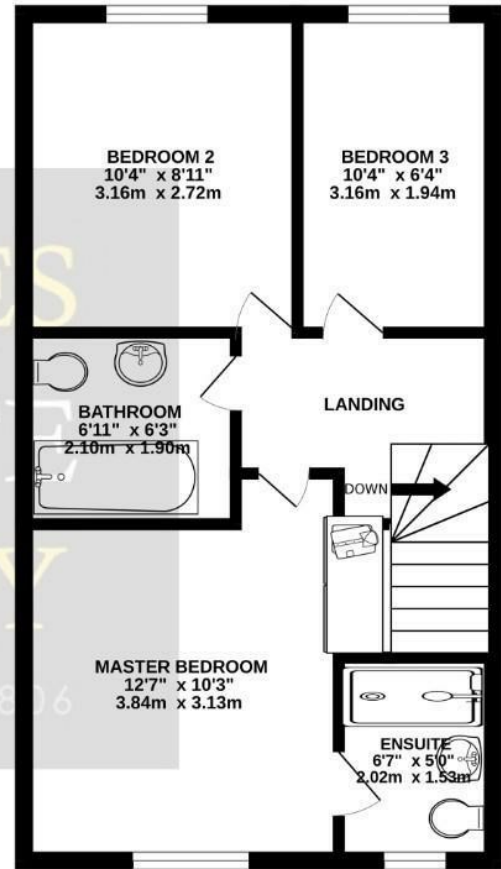 BEDROOM 2
10'4" x 8'11"
3.16m x 2.72m
BEDROOM 3
10'4" x 6'4"
3.16m x 1.94m
ES
E
Y
806
BATHROOM
6'11" x 6'3"
2.10m x 1.90m
LANDING
DOWN
MASTER BEDROOM
12'7" x 10'3"
3.84m x 3.13m
ENSUITE
6'7" x 5'0"
2.02m x 1.53m